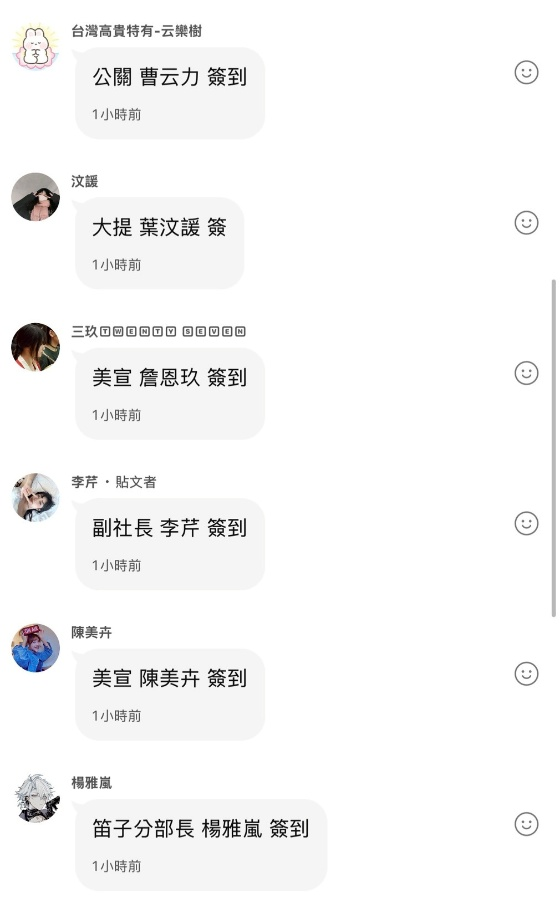 台灣高貴特有-云樂樹
公關 曹云力 簽到
1小時前
汶諼
大提 葉汶諼 簽
1小時前
三玖🅃🅆🄴🄽🅃🅈 🅂🄴🅅🄴🄽
美宣 詹恩玖 簽到
1小時前
李芹・貼文者
副社長 李芹 簽到
1小時前
陳美卉
美宣 陳美卉 簽到
1小時前
楊雅嵐
笛子分部長 楊雅嵐 簽到
1小時前